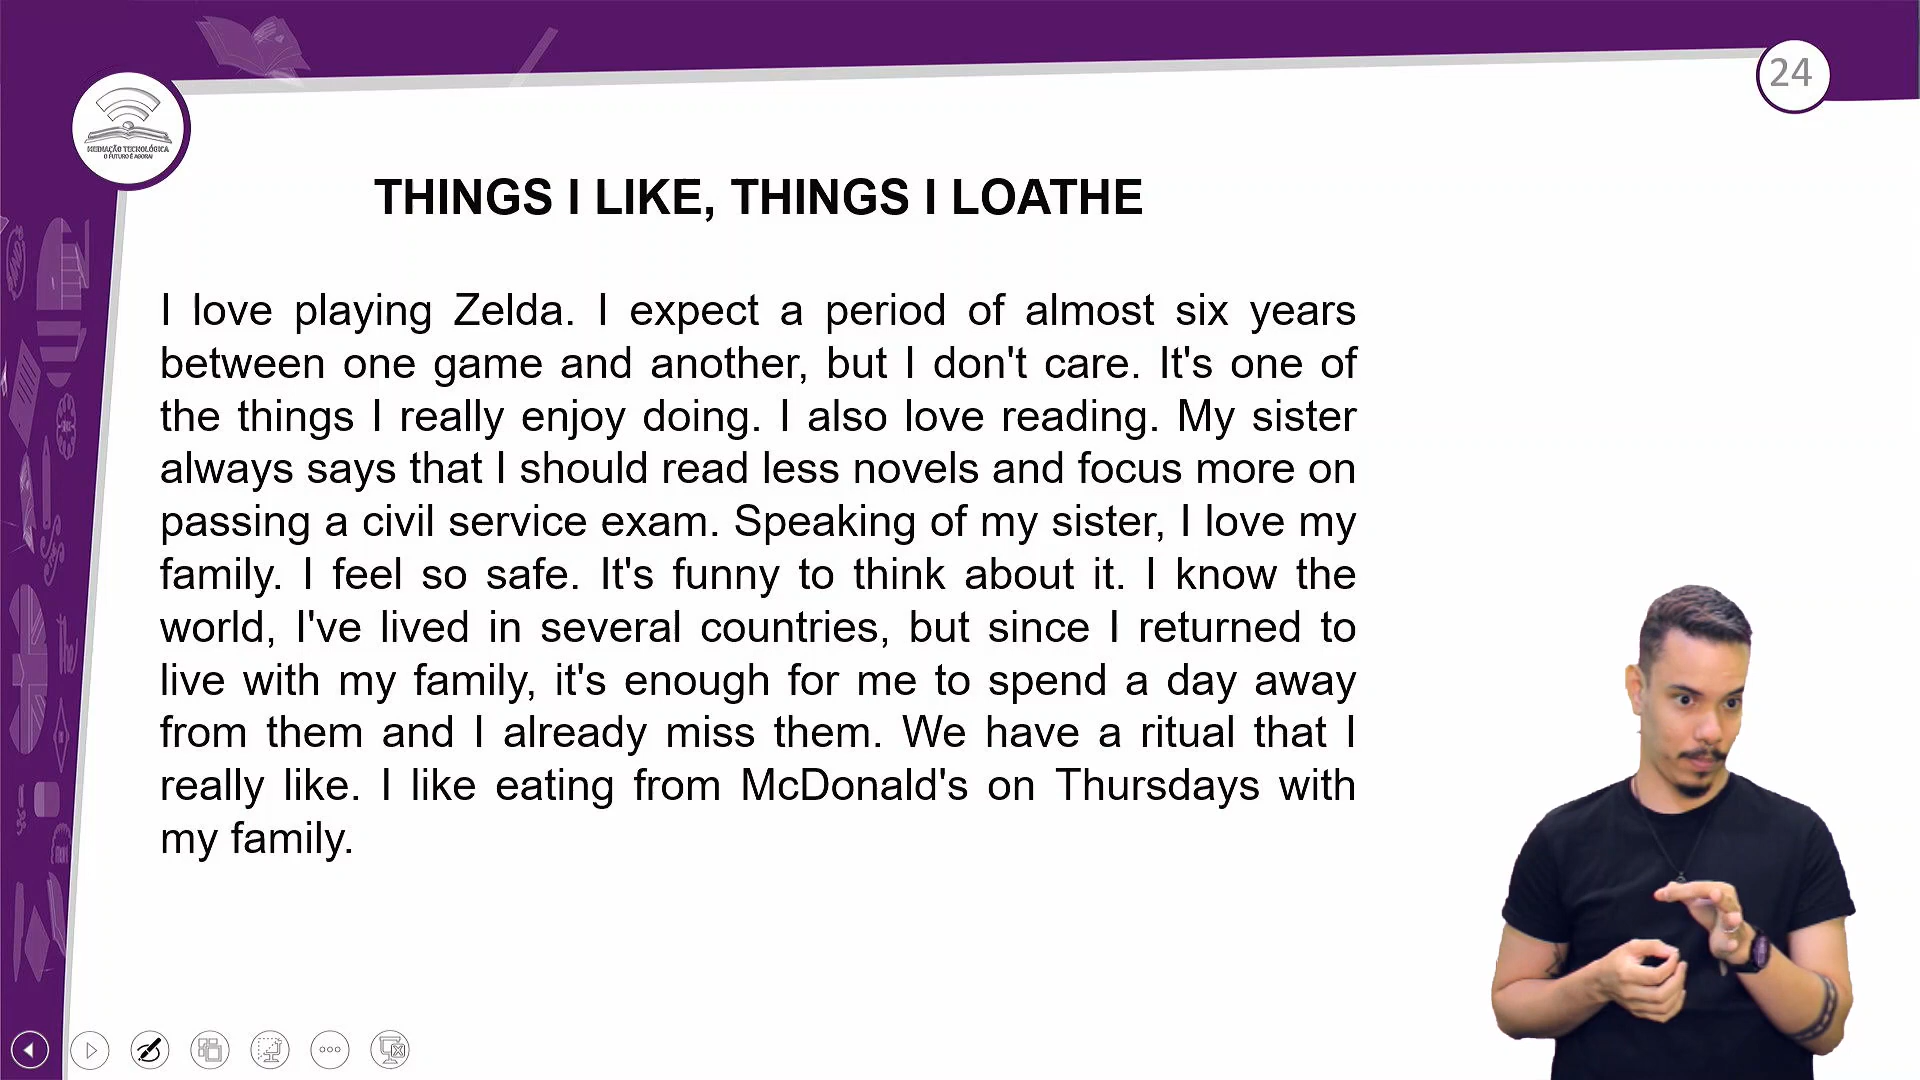 24
MEDIAÇÃO TECNOLÓGICA
O FUTURO É AGORA!
THINGS I LIKE, THINGS I LOATHE
I love playing Zelda. I expect a period of almost six years
between one game and another, but I don't care. It's one of
the things I really enjoy doing. I also love reading. My sister
always says that I should read less novels and focus more on
passing a civil service exam. Speaking of my sister, I love my
family. I feel so safe. It's funny to think about it. I know the
world, I've lived in several countries, but since I returned to
live with my family, it's enough for me to spend a day away
from them and I already miss them. We have a ritual that I
really like. I like eating from McDonald's on Thursdays with
my family.
the